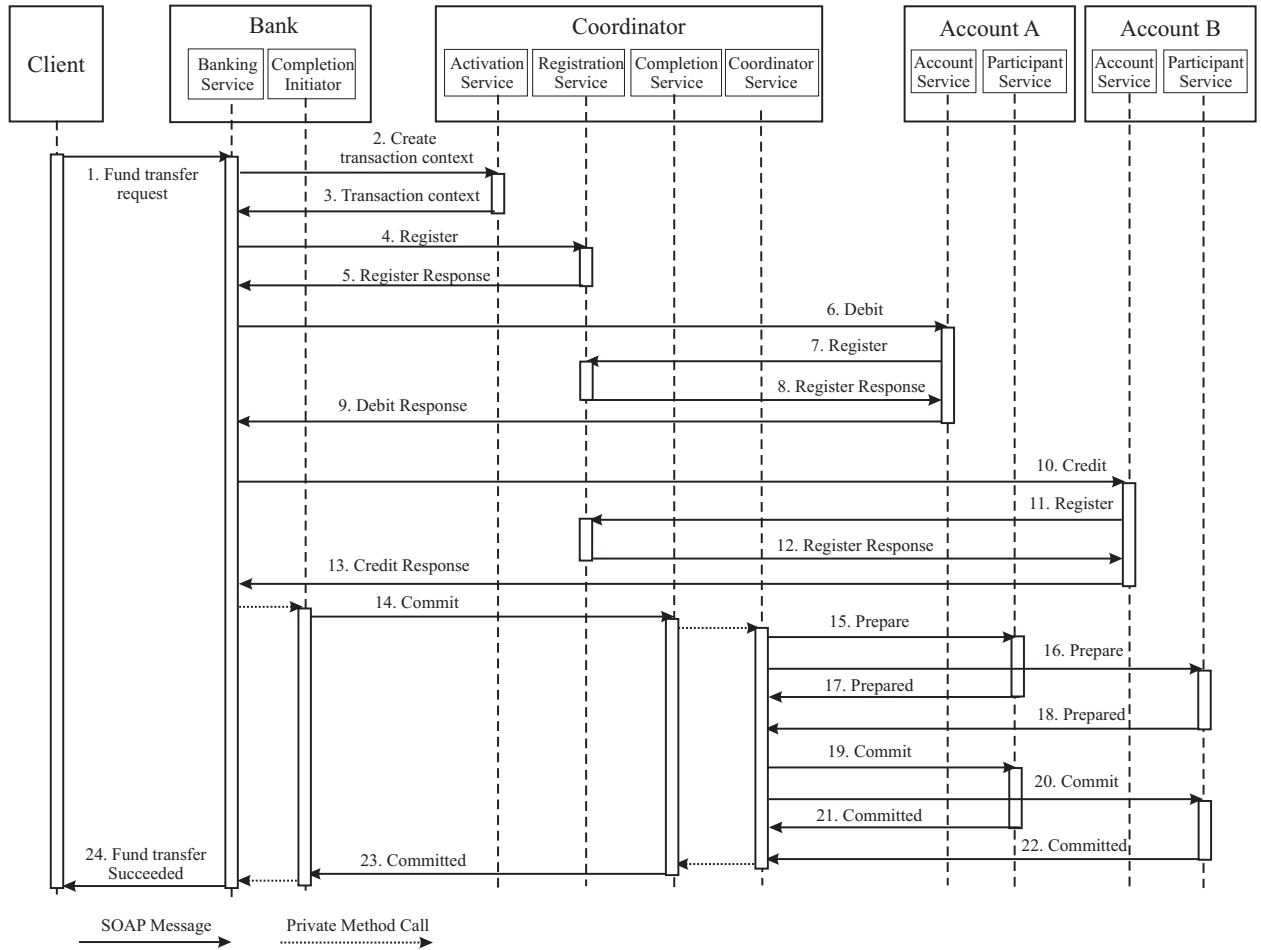 Client
Bank
Banking
Service
Completion
Initiator
Coordinator
Activation
Service
Registration
Service
Completion
Service
Coordinator
Service
Account A
Account
Service
Participant
Service
Account B
Account
Service
Participant
Service
1. Fund transfer
request
2. Create
transaction context
3. Transaction context
4. Register
5. Register Response
6. Debit
7. Register
8. Register Response
9. Debit Response
10. Credit
11. Register
12. Register Response
13. Credit Response
14. Commit
15. Prepare
16. Prepare
17. Prepared
18. Prepared
19. Commit
20. Commit
21. Committed
22. Committed
23. Committed
24. Fund transfer
Succeeded
SOAP Message
Private Method Call